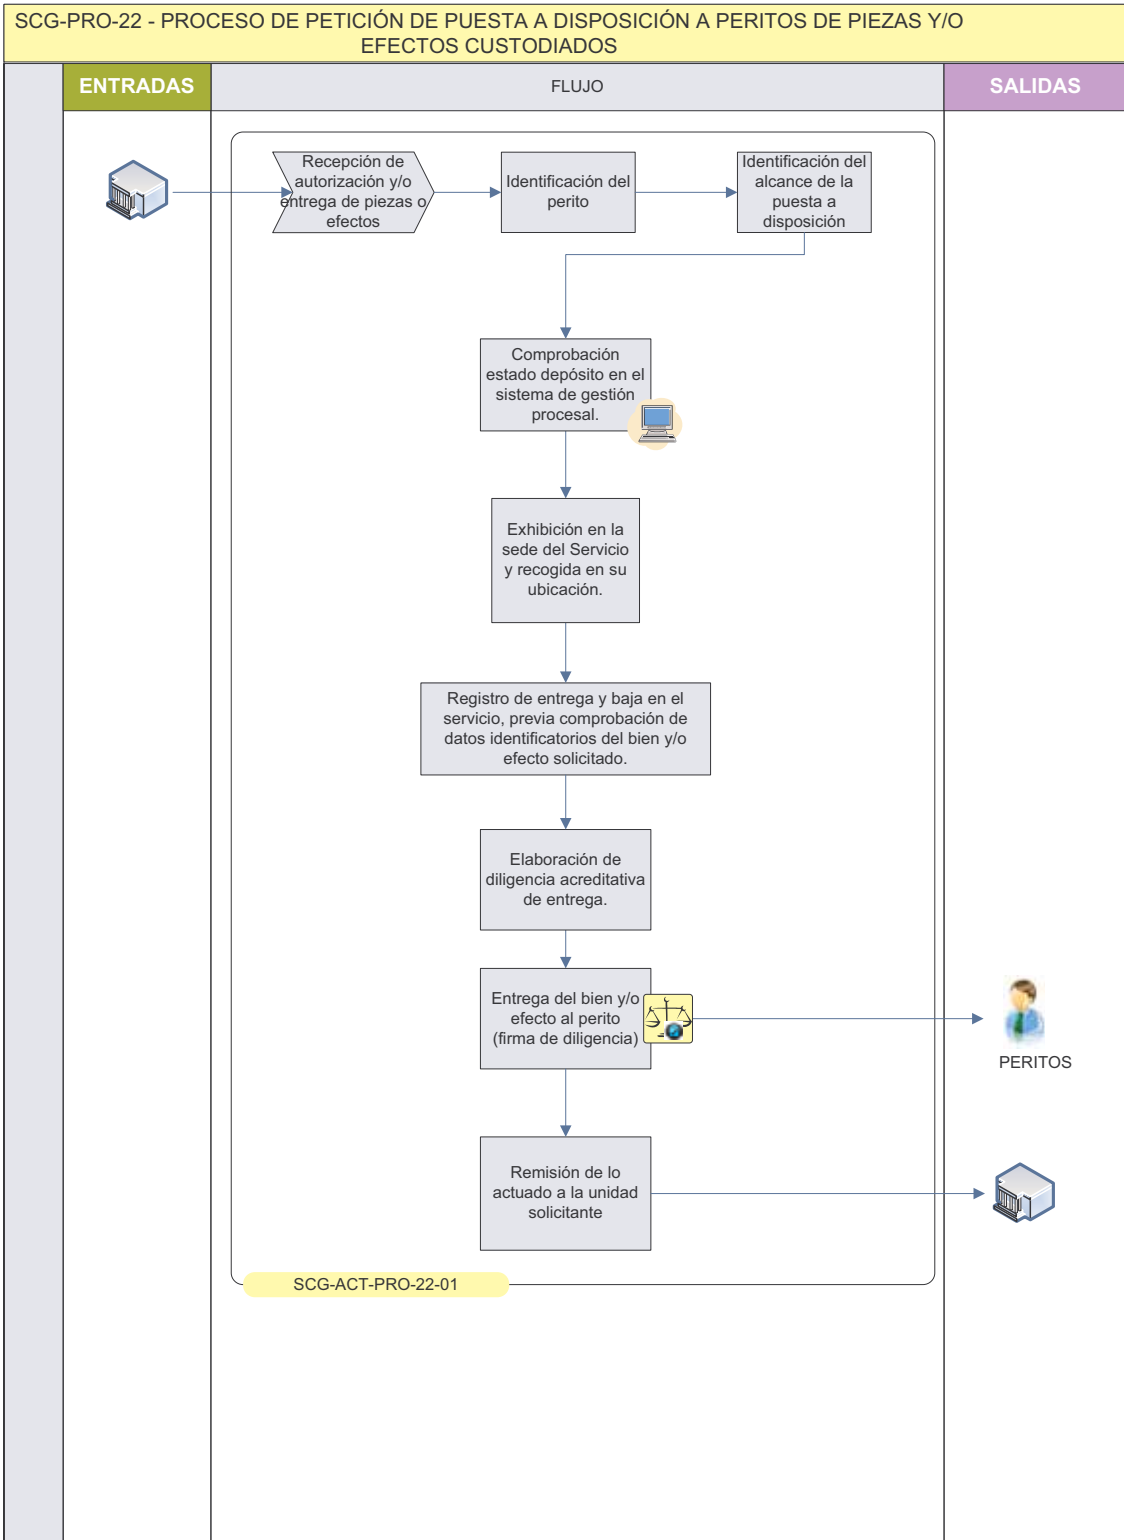 SCG-PRO-22 - PROCESO DE PETICIÓN DE PUESTA A DISPOSICIÓN A PERITOS DE PIEZAS Y/O
EFECTOS CUSTODIADOS
ENTRADAS
FLUJO
SALIDAS
Recepción de
autorización y/o
entrega de piezas o
efectos
Identificación del
perito
Identificación del
alcance de la
puesta a
disposición
Comprobación
estado depósito en el
sistema de gestión
procesal.
Exhibición en la
sede del Servicio
y recogida en su
ubicación.
Registro de entrega y baja en el
servicio, previa comprobación de
datos identificatorios del bien y/o
efecto solicitado.
Elaboración de
diligencia acreditativa
de entrega.
Entrega del bien y/o
efecto al perito
(firma de diligencia)
PERITOS
Remisión de lo
actuado a la unidad
solicitante
SCG-ACT-PRO-22-01